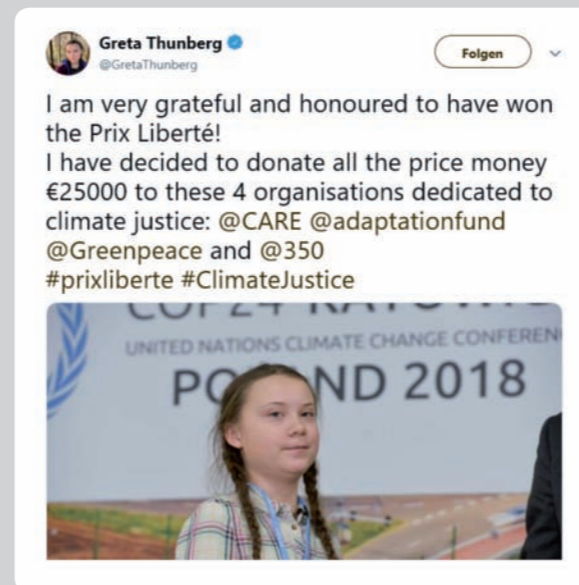 Greta Thunberg
@GretaThunberg
Folgen
I am very grateful and honoured to have won
the Prix Liberté!
I have decided to donate all the price money
€25000 to these 4 organisations dedicated to
climate justice: @CARE @adaptationfund
@Greenpeace and @350
#prixliberte #ClimateJustice
COP24 KATOWIC
UNITED NATIONS CLIMATE CHANGE CONFEREN
PO ND 2018